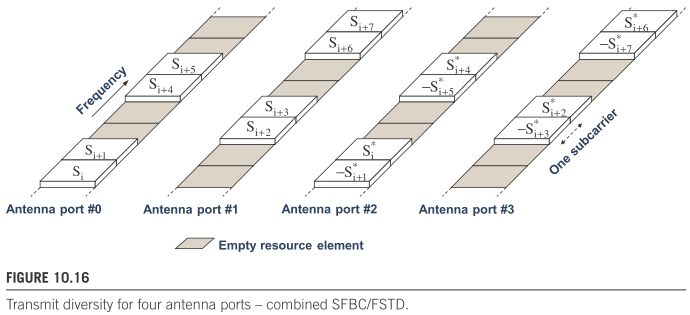 S_{i+7}
S*_{i+6}
S_{i+6}
-S*_{i+7}
Frequency
S_{i+5}
S*_{i+4}
S_{i+4}
-S*_{i+5}
S_{i+3}
S*_{i+2}
S_{i+2}
-S*_{i+3}
One subcarrier
S_{i+1}
S*_i
S_i
-S*_{i+1}
Antenna port #0 Antenna port #1 Antenna port #2 Antenna port #3
Empty resource element
FIGURE 10.16
Transmit diversity for four antenna ports – combined SFBC/FSTD.